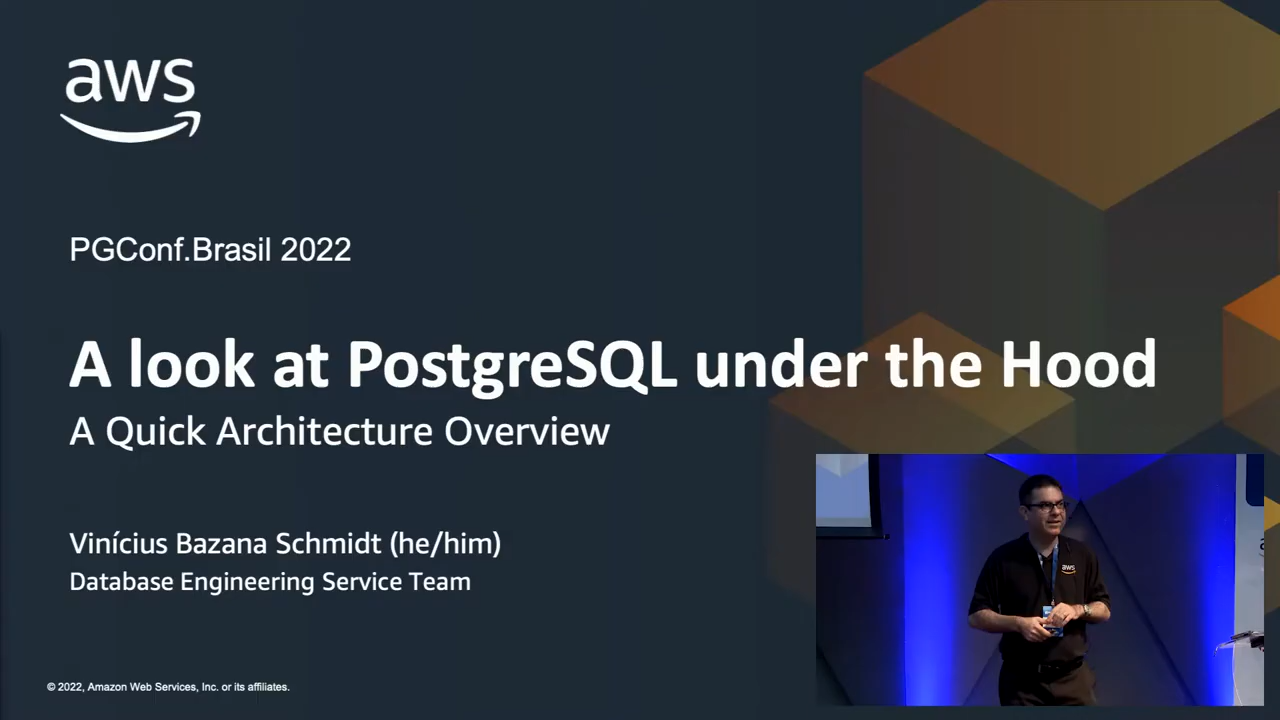 aws
PGConf.Brasil 2022
A look at PostgreSQL under the Hood
A Quick Architecture Overview
Vinícius Bazana Schmidt (he/him)
Database Engineering Service Team
aws
© 2022, Amazon Web Services, Inc. or its affiliates.